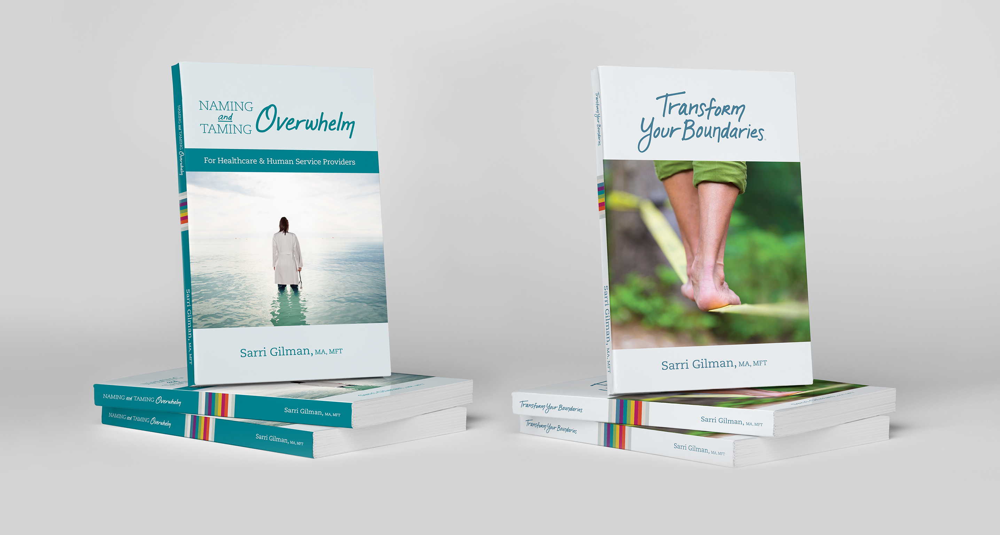 NAMING
and
TAMING
Overwhelm
For Healthcare & Human Service Providers
Sarri Gilman, MA, MFT
NAMING and TAMING Overwhelm
Sarri Gilman, MA, MFT
NAMING and TAMING Overwhelm
Sarri Gilman, MA, MFT
NAMING and TAMING Overwhelm
Sarri Gilman, MA, MFT
Transform
Your Boundaries
Sarri Gilman, MA, MFT
Transform Your Boundaries
Sarri Gilman, MA, MFT
Transform Your Boundaries
Sarri Gilman, MA, MFT
Transform Your Boundaries
Sarri Gilman, MA, MFT